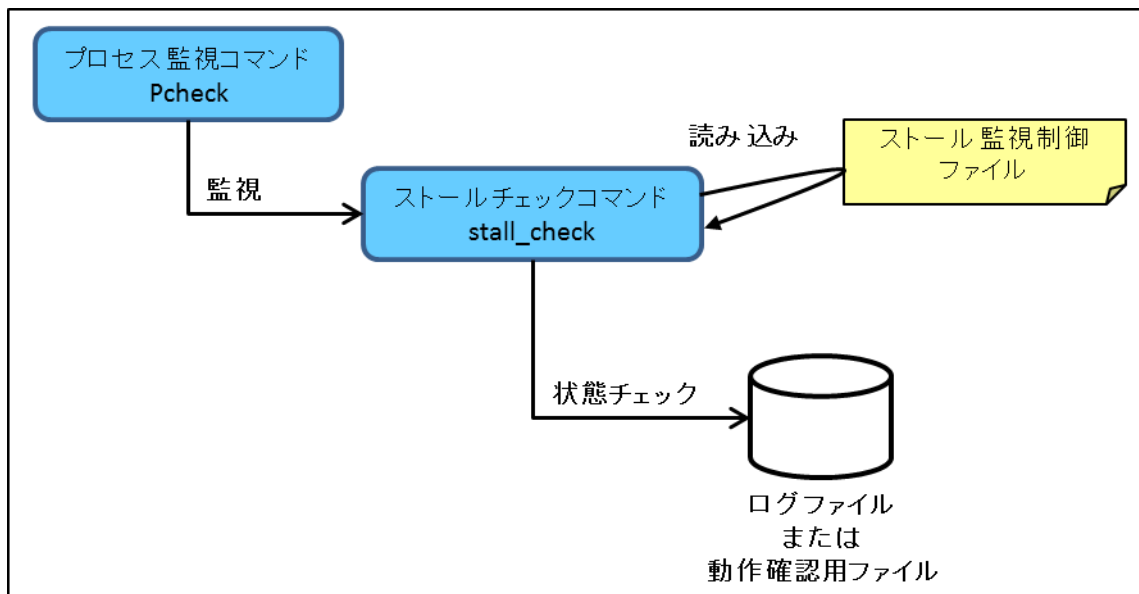 プロセス監視コマンド
Pcheck
監視
読み込み
ストール監視制御
ファイル
ストールチェックコマンド
stall_check
状態チェック
ログファイル
または
動作確認用ファイル